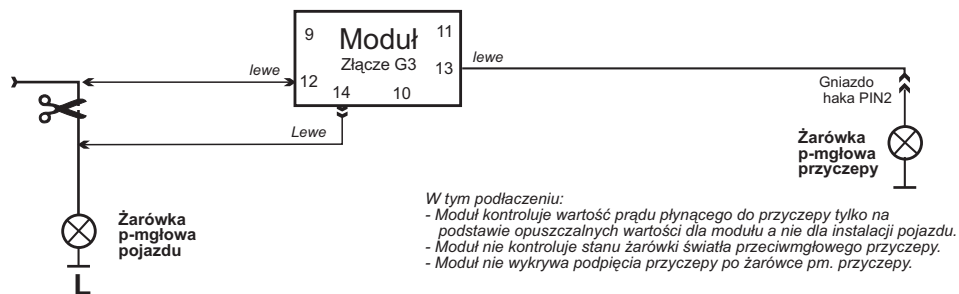 9
Moduł
11
Złącze G3
lewe
12
13
lewe
14
10
Gniazdo
haka PIN2
Lewe
Żarówka
p-mgłowa
przyczepy
Żarówka
p-mgłowa
pojazdu
L
W tym podłaczeniu:
- Moduł kontroluje wartość prądu płynącego do przyczepy tylko na
podstawie opuszczalnych wartości dla modułu a nie dla instalacji pojazdu.
- Moduł nie kontroluje stanu żarówki światła przeciwmgłowego przyczepy.
- Moduł nie wykrywa podpięcia przyczepy po żarówce pm. przyczepy.